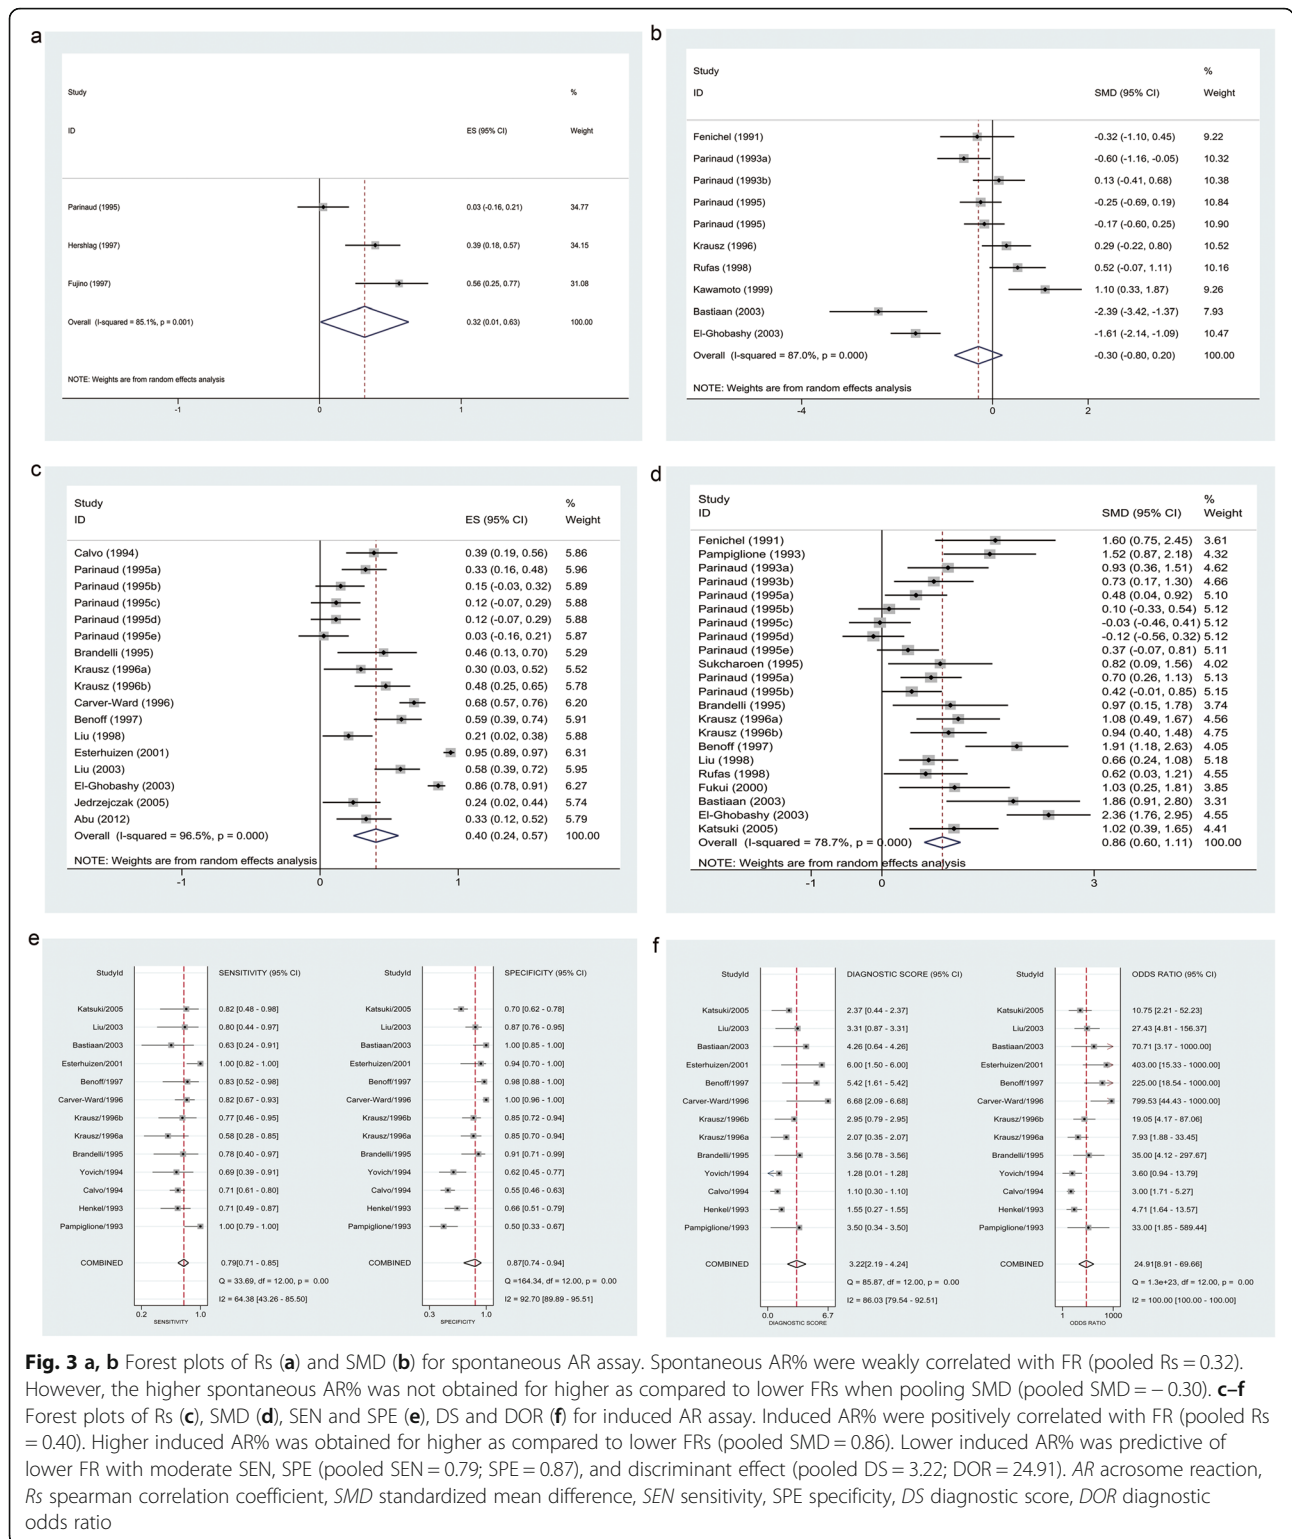 a
Study %
ID ES (95% CI) Weight
Parinaud (1995) 0.03 (-0.16, 0.21) 34.77
Hershlag (1997) 0.39 (0.18, 0.57) 34.15
Fujino (1997) 0.56 (0.25, 0.77) 31.08
Overall (I-squared = 85.1%, p = 0.001) 0.32 (0.01, 0.63) 100.00
NOTE: Weights are from random effects analysis
-1 0 1
b
Study %
ID SMD (95% CI) Weight
Fenichel (1991) -0.32 (-1.10, 0.45) 9.22
Parinaud (1993a) -0.60 (-1.16, -0.05) 10.32
Parinaud (1993b) 0.13 (-0.41, 0.68) 10.38
Parinaud (1995) -0.25 (-0.69, 0.19) 10.84
Parinaud (1995) -0.17 (-0.60, 0.25) 10.90
Krausz (1996) 0.29 (-0.22, 0.80) 10.52
Rufas (1998) 0.52 (-0.07, 1.11) 10.16
Kawamoto (1999) 1.10 (0.33, 1.87) 9.26
Bastiaan (2003) -2.39 (-3.42, -1.37) 7.93
El-Ghobashy (2003) -1.61 (-2.14, -1.09) 10.47
Overall (I-squared = 87.0%, p = 0.000) -0.30 (-0.80, 0.20) 100.00
NOTE: Weights are from random effects analysis
-4 0 2
c
Study %
ID ES (95% CI) Weight
Calvo (1994) 0.39 (0.19, 0.56) 5.86
Parinaud (1995a) 0.33 (0.16, 0.48) 5.96
Parinaud (1995b) 0.15 (-0.03, 0.32) 5.89
Parinaud (1995c) 0.12 (-0.07, 0.29) 5.88
Parinaud (1995d) 0.12 (-0.07, 0.29) 5.88
Parinaud (1995e) 0.03 (-0.16, 0.21) 5.87
Brandelli (1995) 0.46 (0.13, 0.70) 5.29
Krausz (1996a) 0.30 (0.03, 0.52) 5.52
Krausz (1996b) 0.48 (0.25, 0.65) 5.78
Carver-Ward (1996) 0.68 (0.57, 0.76) 6.20
Benoff (1997) 0.59 (0.39, 0.74) 5.91
Liu (1998) 0.21 (0.02, 0.38) 5.88
Esterhuizen (2001) 0.95 (0.89, 0.97) 6.31
Liu (2003) 0.58 (0.39, 0.72) 5.95
El-Ghobashy (2003) 0.86 (0.78, 0.91) 6.27
Jedrzejczak (2005) 0.24 (0.02, 0.44) 5.74
Abu (2012) 0.33 (0.12, 0.52) 5.79
Overall (I-squared = 96.5%, p = 0.000) 0.40 (0.24, 0.57) 100.00
NOTE: Weights are from random effects analysis
-1 0 1
d
Study %
ID SMD (95% CI) Weight
Fenichel (1991) 1.60 (0.75, 2.45) 3.61
Pampiglione (1993) 1.52 (0.87, 2.18) 4.32
Parinaud (1993a) 0.93 (0.36, 1.51) 4.62
Parinaud (1993b) 0.73 (0.17, 1.30) 4.66
Parinaud (1995a) 0.48 (0.04, 0.92) 5.10
Parinaud (1995b) 0.10 (-0.33, 0.54) 5.12
Parinaud (1995c) -0.03 (-0.46, 0.41) 5.12
Parinaud (1995d) -0.12 (-0.56, 0.32) 5.12
Parinaud (1995e) 0.37 (-0.07, 0.81) 5.11
Sukcharoen (1995) 0.82 (0.09, 1.56) 4.02
Parinaud (1995a) 0.70 (0.26, 1.13) 5.13
Parinaud (1995b) 0.42 (-0.01, 0.85) 5.15
Brandelli (1995) 0.97 (0.15, 1.78) 3.74
Krausz (1996a) 1.08 (0.49, 1.67) 4.56
Krausz (1996b) 0.94 (0.40, 1.48) 4.75
Benoff (1997) 1.91 (1.18, 2.63) 4.05
Liu (1998) 0.66 (0.24, 1.08) 5.18
Rufas (1998) 0.62 (0.03, 1.21) 4.55
Fukui (2000) 1.03 (0.25, 1.81) 3.85
Bastiaan (2003) 1.86 (0.91, 2.80) 3.31
El-Ghobashy (2003) 2.36 (1.76, 2.95) 4.55
Katsuki (2005) 1.02 (0.39, 1.65) 4.41
Overall (I-squared = 78.7%, p = 0.000) 0.86 (0.60, 1.11) 100.00
NOTE: Weights are from random effects analysis
-1 0 3
e
StudyId SENSITIVITY (95% CI)
Katsuki/2005 0.82 [0.48 - 0.98]
Liu/2003 0.80 [0.44 - 0.97]
Bastiaan/2003 0.63 [0.24 - 0.91]
Esterhuizen/2001 1.00 [0.82 - 1.00]
Benoff/1997 0.83 [0.52 - 0.98]
Carver-Ward/1996 0.82 [0.67 - 0.93]
Krausz/1996b 0.77 [0.46 - 0.95]
Krausz/1996a 0.58 [0.28 - 0.85]
Brandelli/1995 0.78 [0.40 - 0.97]
Yovich/1994 0.69 [0.39 - 0.91]
Calvo/1994 0.71 [0.61 - 0.80]
Henkel/1993 0.71 [0.49 - 0.87]
Pampiglione/1993 1.00 [0.79 - 1.00]
COMBINED 0.79[0.71 - 0.85]
Q = 33.69, df = 12.00, p = 0.00
I2 = 64.38 [43.26 - 85.50]
0.2 1.0
SENSITIVITY
StudyId SPECIFICITY (95% CI)
Katsuki/2005 0.70 [0.62 - 0.78]
Liu/2003 0.87 [0.76 - 0.95]
Bastiaan/2003 1.00 [0.85 - 1.00]
Esterhuizen/2001 0.94 [0.70 - 1.00]
Benoff/1997 0.98 [0.88 - 1.00]
Carver-Ward/1996 1.00 [0.96 - 1.00]
Krausz/1996b 0.85 [0.72 - 0.94]
Krausz/1996a 0.85 [0.70 - 0.94]
Brandelli/1995 0.91 [0.71 - 0.99]
Yovich/1994 0.62 [0.45 - 0.77]
Calvo/1994 0.55 [0.46 - 0.63]
Henkel/1993 0.66 [0.51 - 0.79]
Pampiglione/1993 0.50 [0.33 - 0.67]
COMBINED 0.87[0.74 - 0.94]
Q =164.34, df = 12.00, p = 0.00
I2 = 92.70 [89.89 - 95.51]
0.3 1.0
SPECIFICITY
f
StudyId DIAGNOSTIC SCORE (95% CI)
Katsuki/2005 2.37 [0.44 - 2.37]
Liu/2003 3.31 [0.87 - 3.31]
Bastiaan/2003 4.26 [0.64 - 4.26]
Esterhuizen/2001 6.00 [1.50 - 6.00]
Benoff/1997 5.42 [1.61 - 5.42]
Carver-Ward/1996 6.68 [2.09 - 6.68]
Krausz/1996b 2.95 [0.79 - 2.95]
Krausz/1996a 2.07 [0.35 - 2.07]
Brandelli/1995 3.56 [0.78 - 3.56]
Yovich/1994 1.28 [0.01 - 1.28]
Calvo/1994 1.10 [0.30 - 1.10]
Henkel/1993 1.55 [0.27 - 1.55]
Pampiglione/1993 3.50 [0.34 - 3.50]
COMBINED 3.22[2.19 - 4.24]
Q = 85.87, df = 12.00, p = 0.00
I2 = 86.03 [79.54 - 92.51]
0.0 6.7
DIAGNOSTIC SCORE
StudyId ODDS RATIO (95% CI)
Katsuki/2005 10.75 [2.21 - 52.23]
Liu/2003 27.43 [4.81 - 156.37]
Bastiaan/2003 70.71 [3.17 - 1000.00]
Esterhuizen/2001 403.00 [15.33 - 1000.00]
Benoff/1997 225.00 [18.54 - 1000.00]
Carver-Ward/1996 799.53 [44.43 - 1000.00]
Krausz/1996b 19.05 [4.17 - 87.06]
Krausz/1996a 7.93 [1.88 - 33.45]
Brandelli/1995 35.00 [4.12 - 297.67]
Yovich/1994 3.60 [0.94 - 13.79]
Calvo/1994 3.00 [1.71 - 5.27]
Henkel/1993 4.71 [1.64 - 13.57]
Pampiglione/1993 33.00 [1.85 - 589.44]
COMBINED 24.91[8.91 - 69.66]
Q = 1.3e+23, df = 12.00, p = 0.00
I2 = 100.00 [100.00 - 100.00]
1 1000
ODDS RATIO
Fig. 3 a, b Forest plots of Rs (a) and SMD (b) for spontaneous AR assay. Spontaneous AR% were weakly correlated with FR (pooled Rs = 0.32).
However, the higher spontaneous AR% was not obtained for higher as compared to lower FRs when pooling SMD (pooled SMD = − 0.30). c–f
Forest plots of Rs (c), SMD (d), SEN and SPE (e), DS and DOR (f) for induced AR assay. Induced AR% were positively correlated with FR (pooled Rs
= 0.40). Higher induced AR% was obtained for higher as compared to lower FRs (pooled SMD = 0.86). Lower induced AR% was predictive of
lower FR with moderate SEN, SPE (pooled SEN = 0.79; SPE = 0.87), and discriminant effect (pooled DS = 3.22; DOR = 24.91). AR acrosome reaction,
Rs spearman correlation coefficient, SMD standardized mean difference, SEN sensitivity, SPE specificity, DS diagnostic score, DOR diagnostic
odds ratio